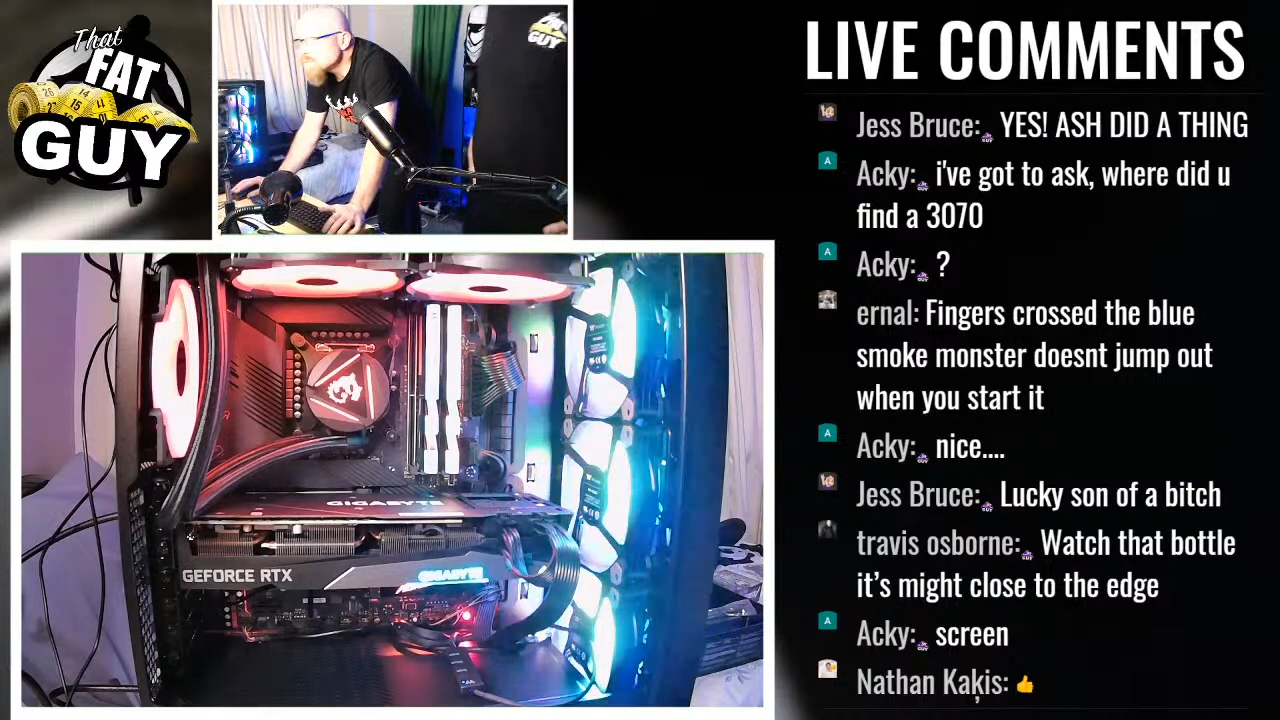 That
FAT
GUY
FAT
GUY
LIVE COMMENTS
Jess Bruce: YES! ASH DID A THING
A
Acky: i've got to ask, where did u
find a 3070
A
Acky: ?
ernal: Fingers crossed the blue
smoke monster doesnt jump out
when you start it
A
Acky: nice....
Jess Bruce: Lucky son of a bitch
travis osborne: Watch that bottle
it’s might close to the edge
A
Acky: screen
Nathan Kaķis: 👍
GIGABYTE
GEFORCE RTX
GIGABYTE